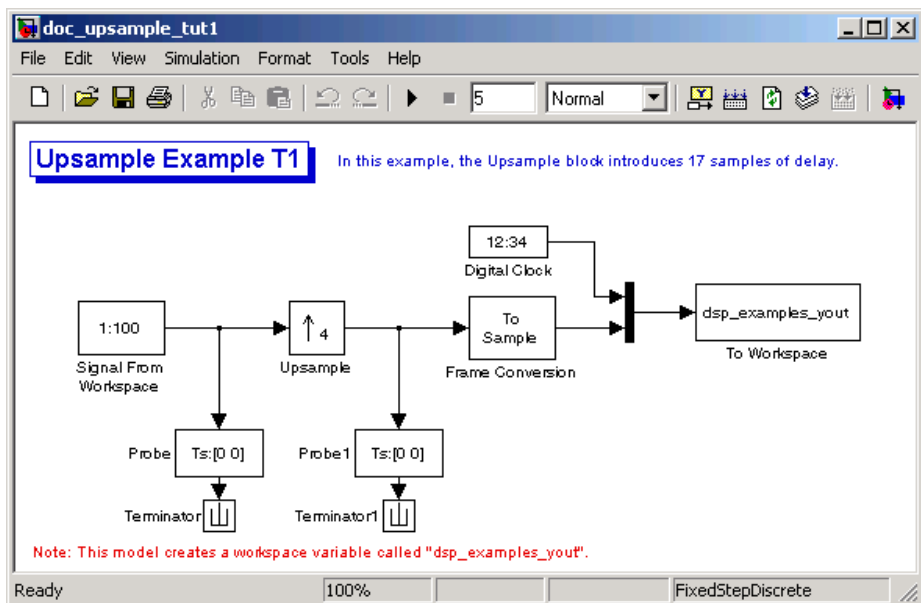 doc_upsample_tut1
File Edit View Simulation Format Tools Help
5 Normal
Upsample Example T1
In this example, the Upsample block introduces 17 samples of delay.
12:34
Digital Clock
1:100
Signal From
Workspace
4
Upsample
To
Sample
Frame Conversion
dsp_examples_yout
To Workspace
Probe Ts:[0 0]
Probe1 Ts:[0 0]
Terminator
Terminator1
Note: This model creates a workspace variable called "dsp_examples_yout".
Ready 100% FixedStepDiscrete